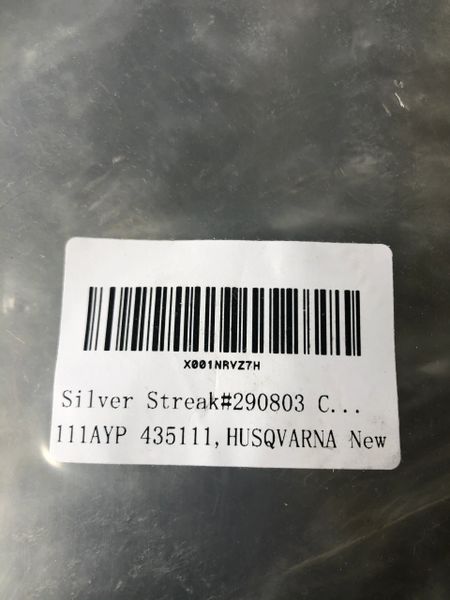 X001NRVZ7H
Silver Streak#290803 C...
111AYP 435111,HUSQVARNA New